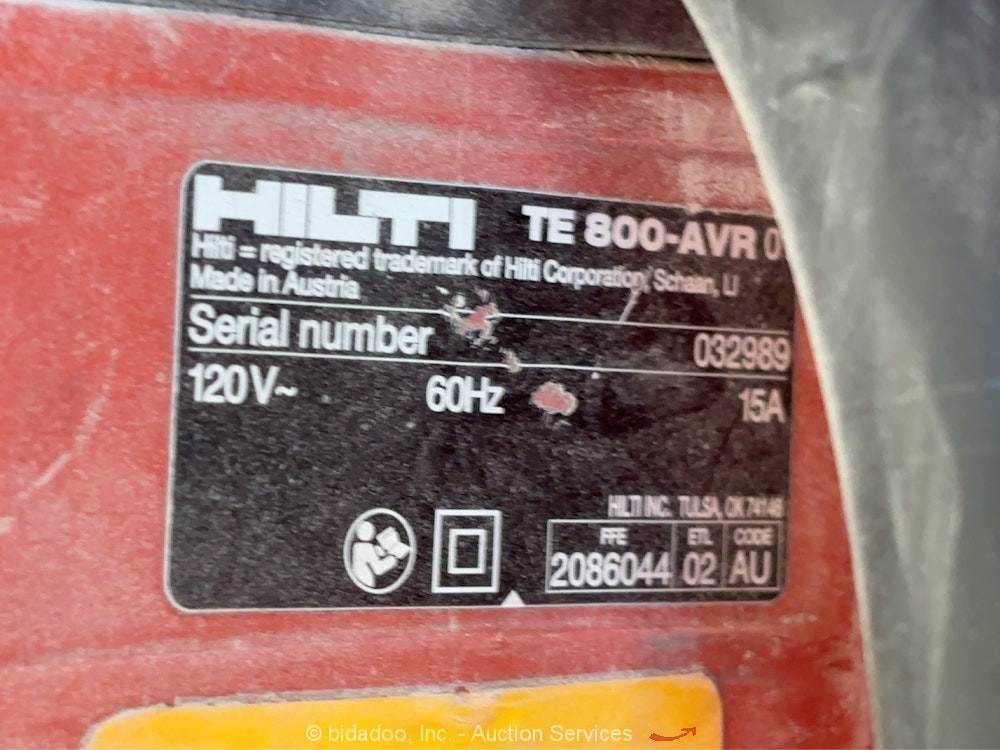 HILTI TE 800-AVR 0
Hilti = registered trademark of Hilti Corporation, Schaan, LI
Made in Austria
Serial number 032989
120V~ 60Hz 15A
HILTI INC. TULSA, OK 74146
FFE ETL CODE
2086044 02 AU
© bidadoo, Inc. - Auction Services